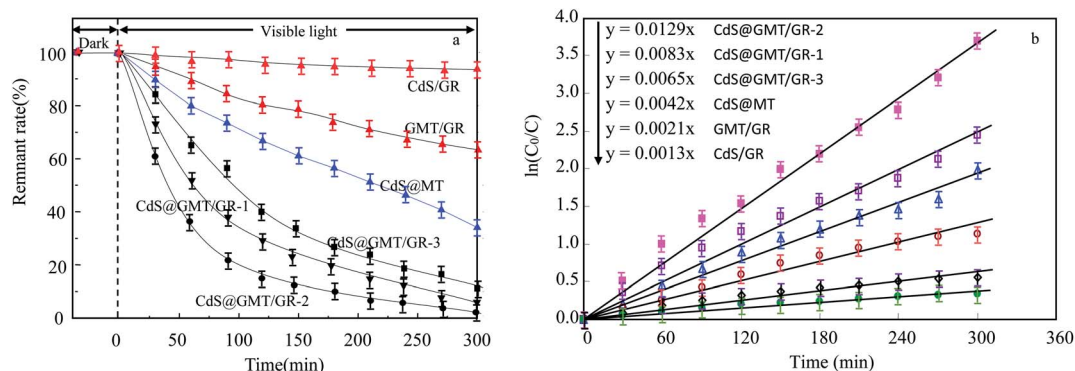 Dark
Visible light
a
CdS/GR
GMT/GR
CdS@MT
CdS@GMT/GR-1
CdS@GMT/GR-3
CdS@GMT/GR-2
Remnant rate(%)
100
80
60
40
20
0
0 50 100 150 200 250 300
Time(min)
b
y = 0.0129x CdS@GMT/GR-2
y = 0.0083x CdS@GMT/GR-1
y = 0.0065x CdS@GMT/GR-3
y = 0.0042x CdS@MT
y = 0.0021x GMT/GR
y = 0.0013x CdS/GR
ln(C₀/C)
4.0
3.5
3.0
2.5
2.0
1.5
1.0
0.5
0.0
0 60 120 180 240 300 360
Time (min)